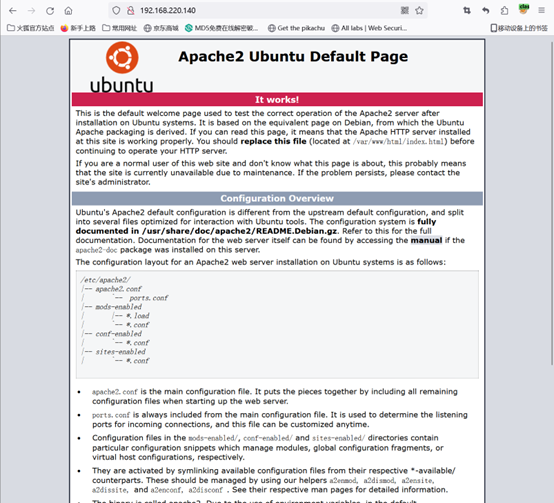 192.168.220.140
火狐官方站点 新手上路 常用网址 京东商城 MD5免费在线解密破... Get the pikachu All labs | Web Securi... 移动设备上的书签
Apache2 Ubuntu Default Page
ubuntu
It works!
This is the default welcome page used to test the correct operation of the Apache2 server after
installation on Ubuntu systems. It is based on the equivalent page on Debian, from which the Ubuntu
Apache packaging is derived. If you can read this page, it means that the Apache HTTP server installed
at this site is working properly. You should replace this file (located at /var/www/html/index.html) before
continuing to operate your HTTP server.
If you are a normal user of this web site and don't know what this page is about, this probably means
that the site is currently unavailable due to maintenance. If the problem persists, please contact the
site's administrator.
Configuration Overview
Ubuntu's Apache2 default configuration is different from the upstream default configuration, and split
into several files optimized for interaction with Ubuntu tools. The configuration system is fully
documented in /usr/share/doc/apache2/README.Debian.gz. Refer to this for the full
documentation. Documentation for the web server itself can be found by accessing the manual if the
apache2-doc package was installed on this server.
The configuration layout for an Apache2 web server installation on Ubuntu systems is as follows:
/etc/apache2/
|-- apache2.conf
|       `--  ports.conf
|-- mods-enabled
|       |-- *.load
|       `-- *.conf
|-- conf-enabled
|       `-- *.conf
|-- sites-enabled
|       `-- *.conf
• apache2.conf is the main configuration file. It puts the pieces together by including all remaining
configuration files when starting up the web server.
• ports.conf is always included from the main configuration file. It is used to determine the listening
ports for incoming connections, and this file can be customized anytime.
• Configuration files in the mods-enabled/, conf-enabled/ and sites-enabled/ directories contain
particular configuration snippets which manage modules, global configuration fragments, or
virtual host configurations, respectively.
• They are activated by symlinking available configuration files from their respective *-available/
counterparts. These should be managed by using our helpers a2enmod, a2dismod, a2ensite,
a2dissite, and a2enconf, a2disconf . See their respective man pages for detailed information.
• The binary is called apache2. Due to the use of environment variables, in the default